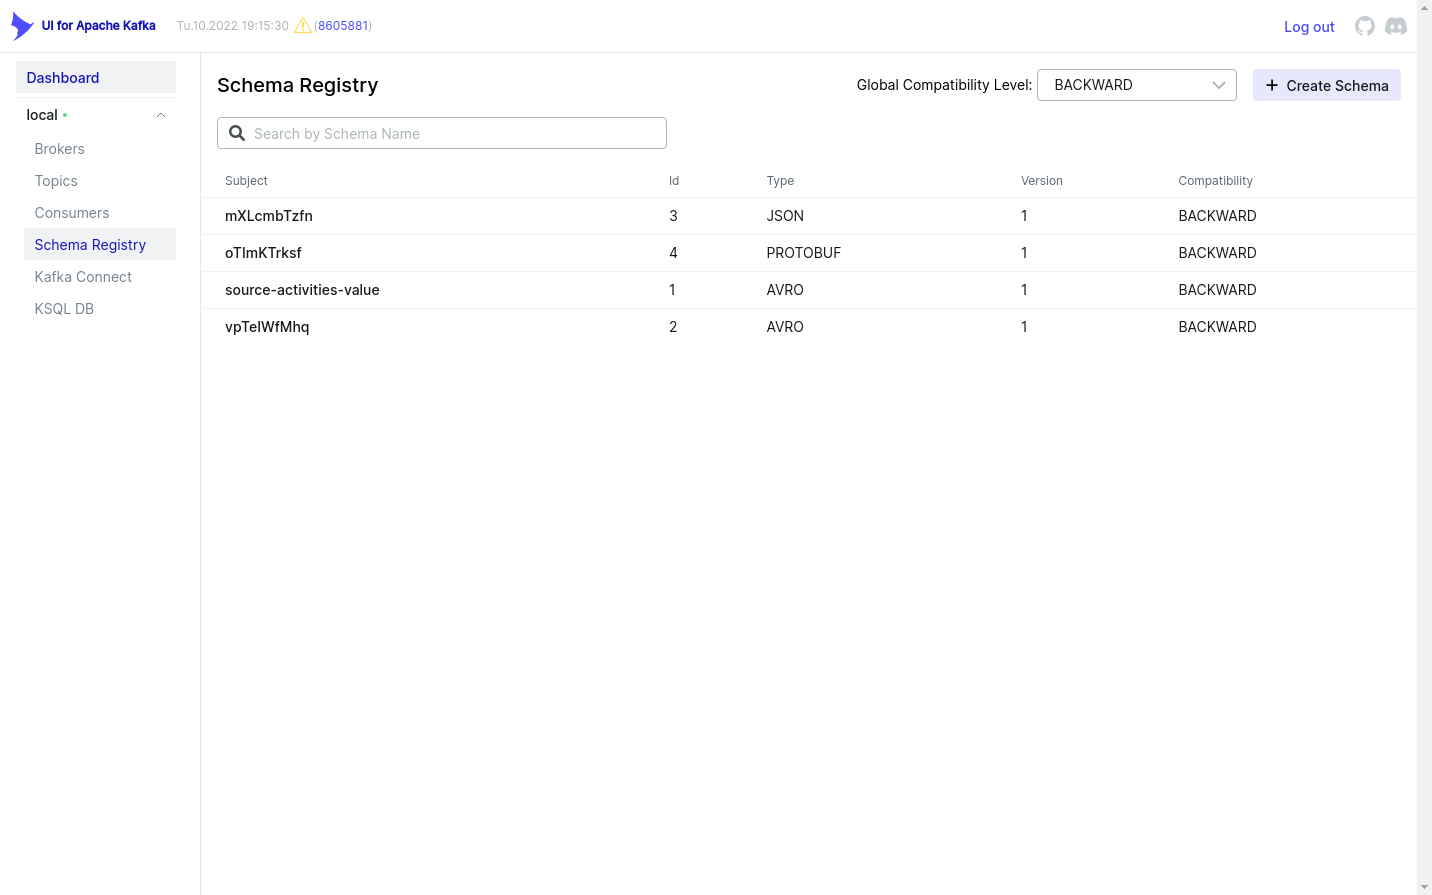 UI for Apache Kafka Tu.10.2022 19:15:30 (8605881) Log out
Dashboard
local
Brokers
Topics
Consumers
Schema Registry
Kafka Connect
KSQL DB
Schema Registry Global Compatibility Level: BACKWARD Create Schema
Search by Schema Name
Subject Id Type Version Compatibility
mXLcmbTzfn 3 JSON 1 BACKWARD
oTlmKTrksf 4 PROTOBUF 1 BACKWARD
source-activities-value 1 AVRO 1 BACKWARD
vpTelWfMhq 2 AVRO 1 BACKWARD